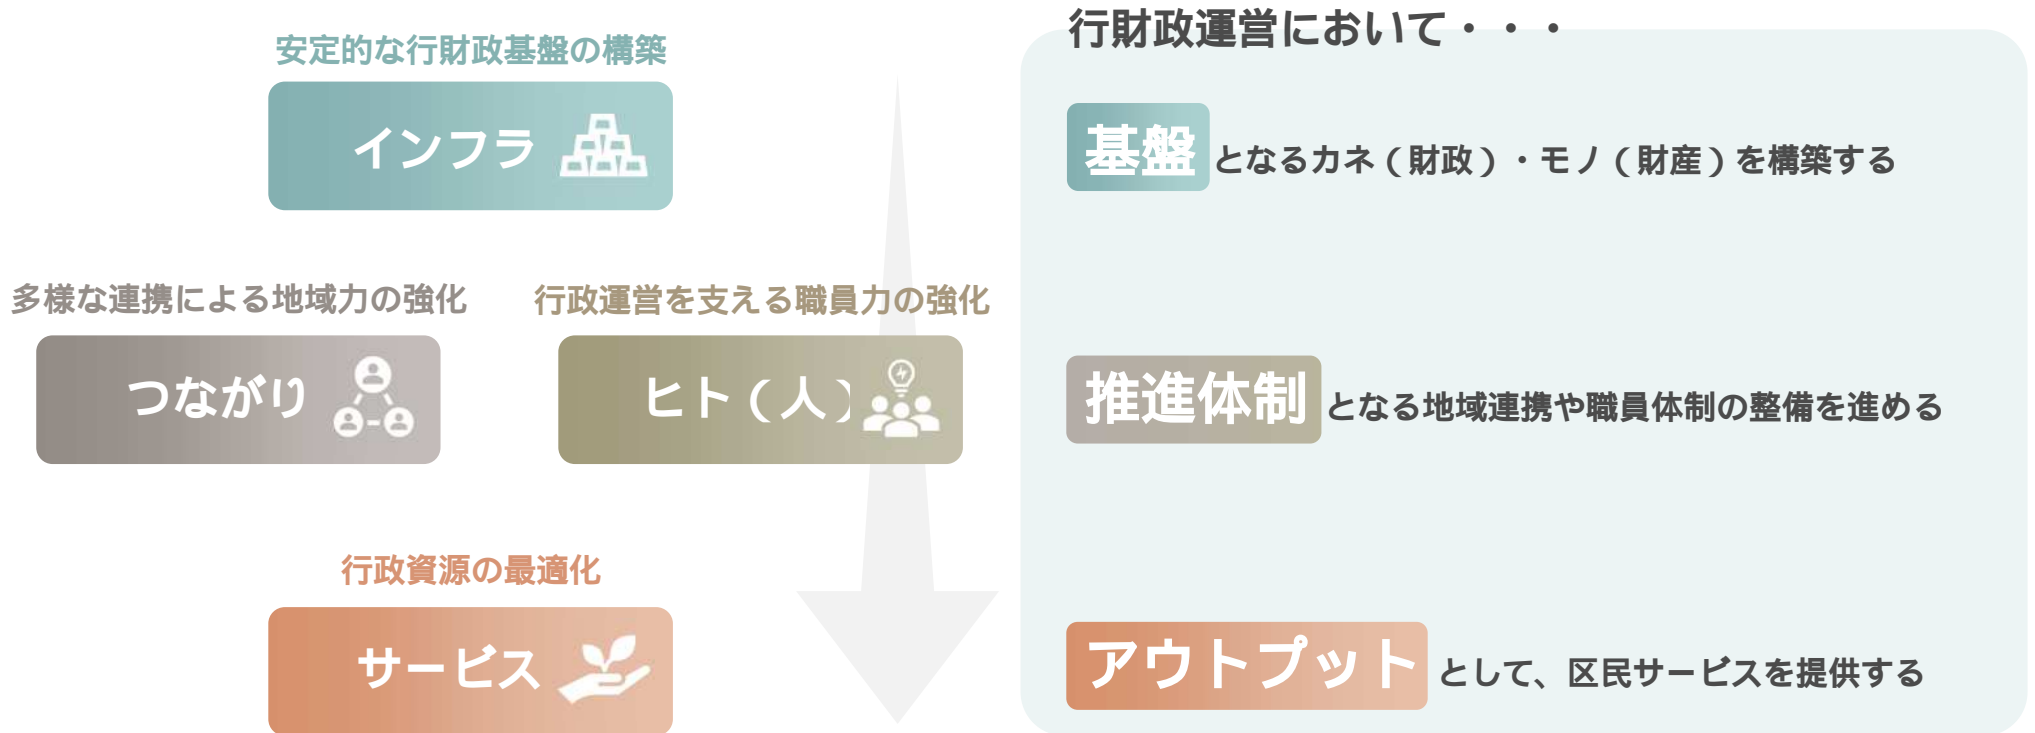 安定的な行財政基盤の構築
インフラ
多様な連携による地域力の強化
つながり
行政運営を支える職員力の強化
ヒト（人）
行政資源の最適化
サービス
行財政運営において・・・
基盤となるカネ（財政）・モノ（財産）を構築する
推進体制となる地域連携や職員体制の整備を進める
アウトプットとして、区民サービスを提供する